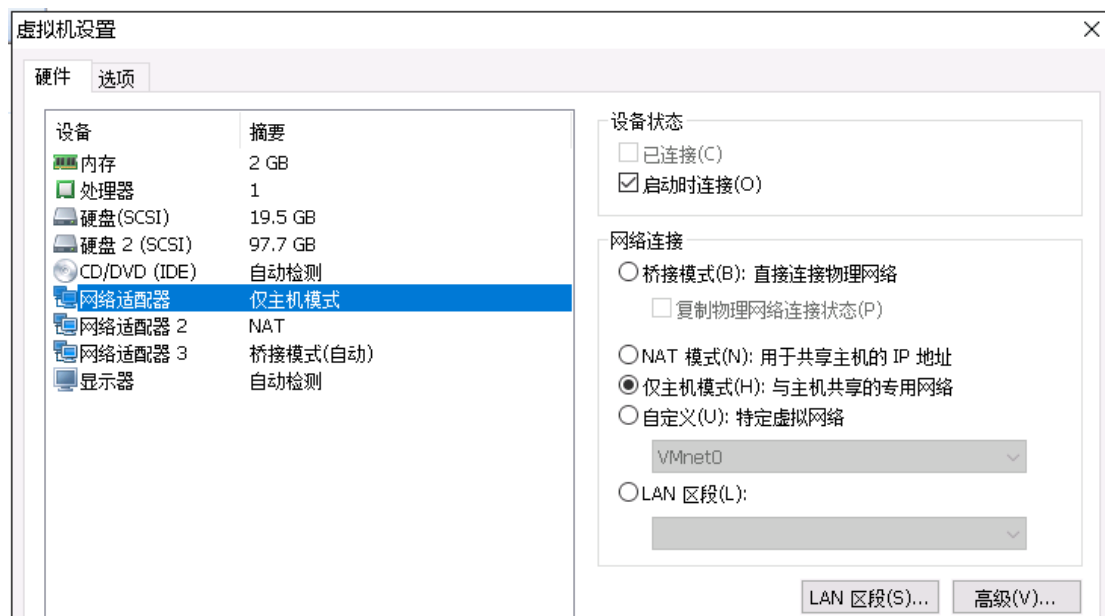 虚拟机设置
硬件 选项
设备 摘要
内存 2 GB
处理器 1
硬盘(SCSI) 19.5 GB
硬盘 2 (SCSI) 97.7 GB
CD/DVD (IDE) 自动检测
网络适配器 仅主机模式
网络适配器 2 NAT
网络适配器 3 桥接模式(自动)
显示器 自动检测
设备状态
已连接(C)
启动时连接(O)
网络连接
桥接模式(B): 直接连接物理网络
复制物理网络连接状态(P)
NAT 模式(N): 用于共享主机的 IP 地址
仅主机模式(H): 与主机共享的专用网络
自定义(U): 特定虚拟网络
VMnet0
LAN 区段(L):
LAN 区段(S)... 高级(V)...